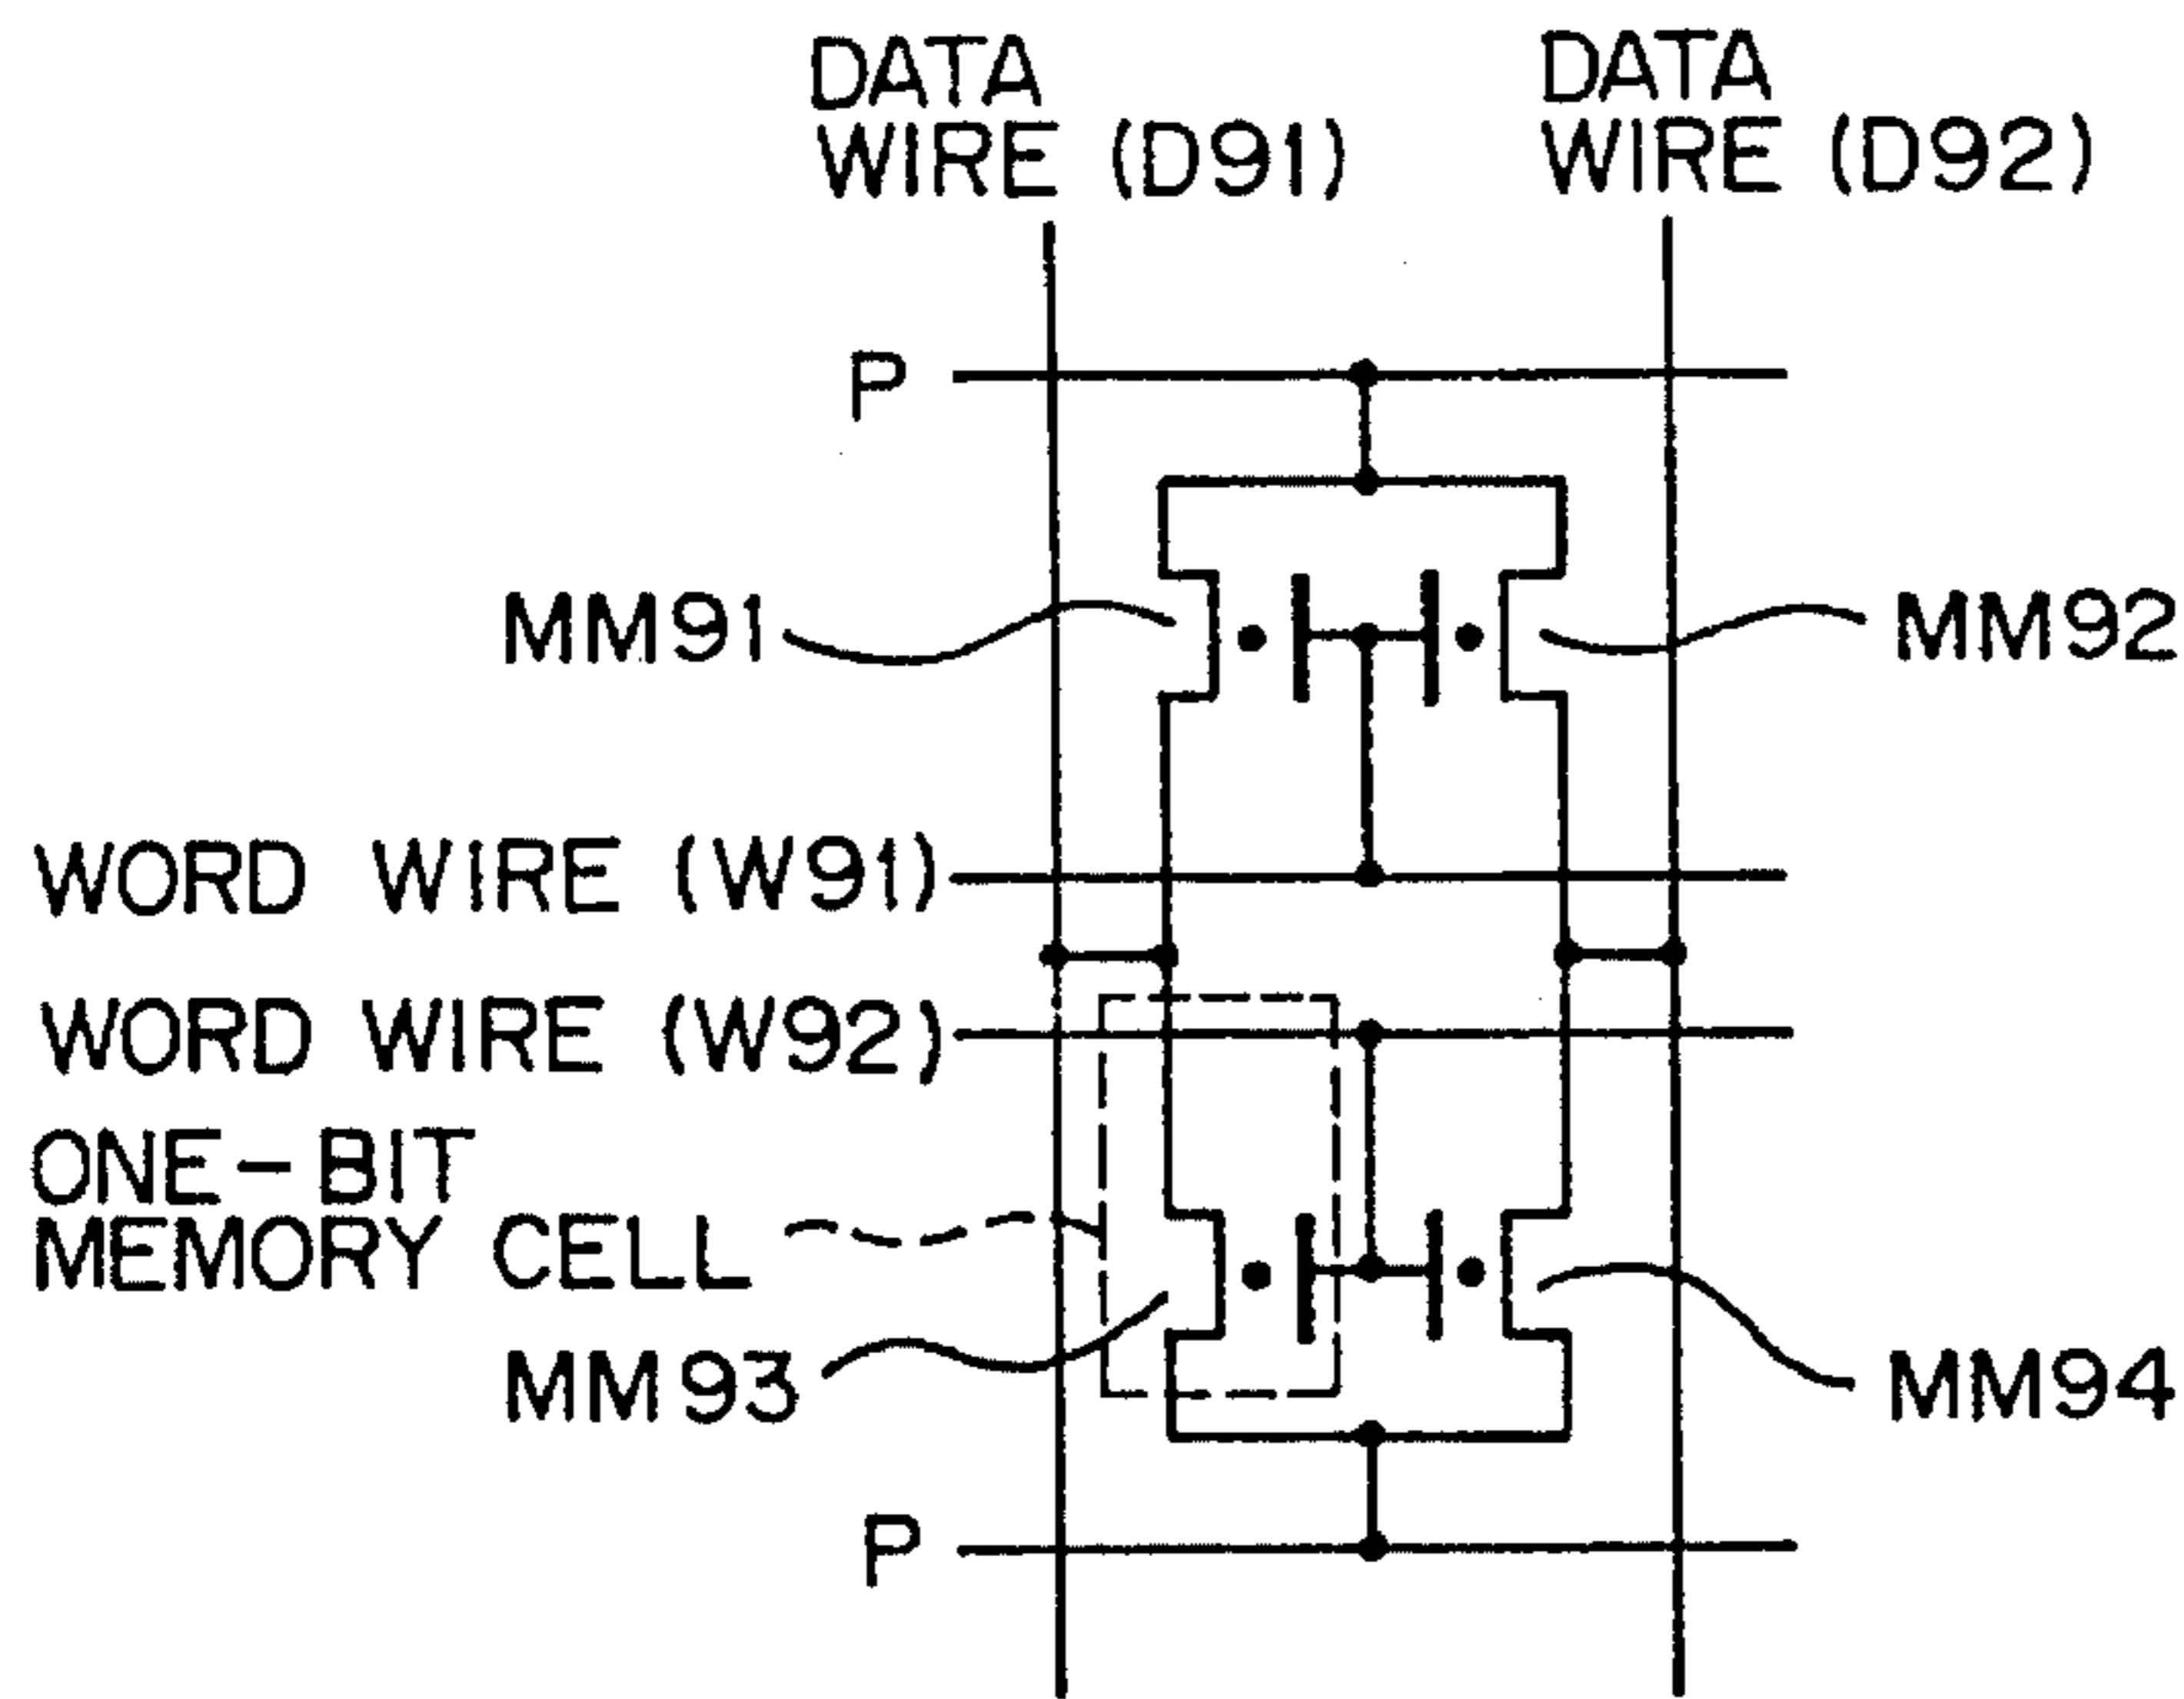 DATA
WIRE (D91)
DATA
WIRE (D92)
P
MM91
MM92
WORD WIRE (W91)
WORD WIRE (W92)
ONE-BIT
MEMORY CELL
MM93
MM94
P